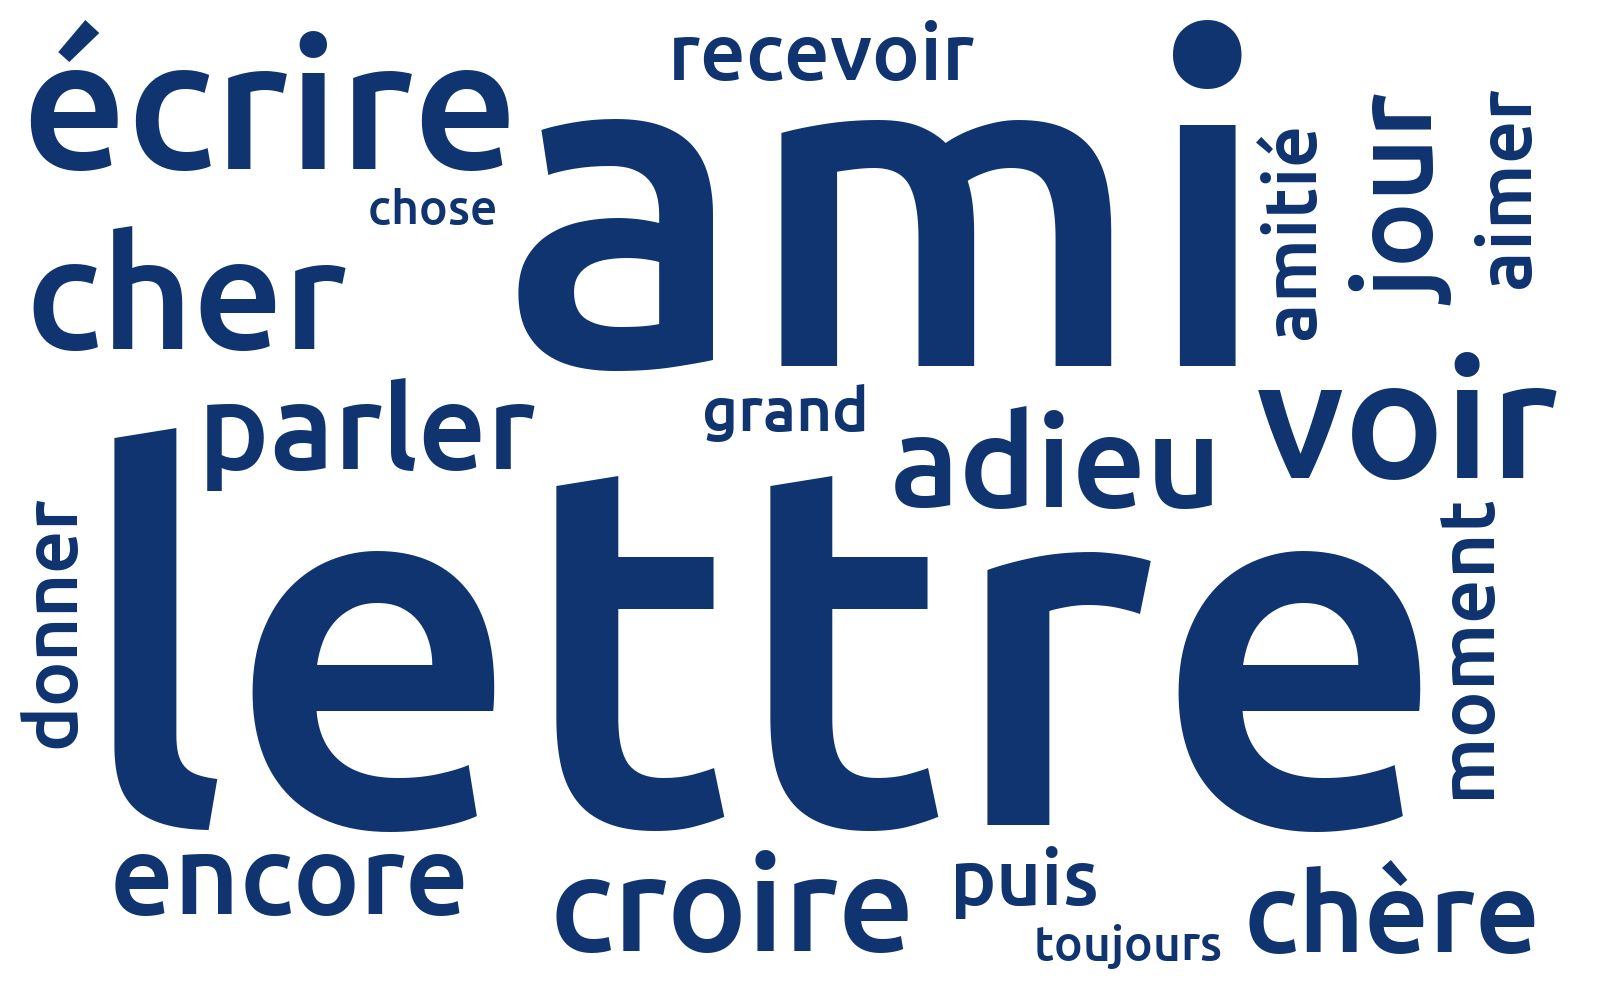 écrire
recevoir
ami
chose
cher
amitié
jour
aimer
parler
grand
adieu
voir
donner
lettre
moment
encore
croire
puis
toujours
chère